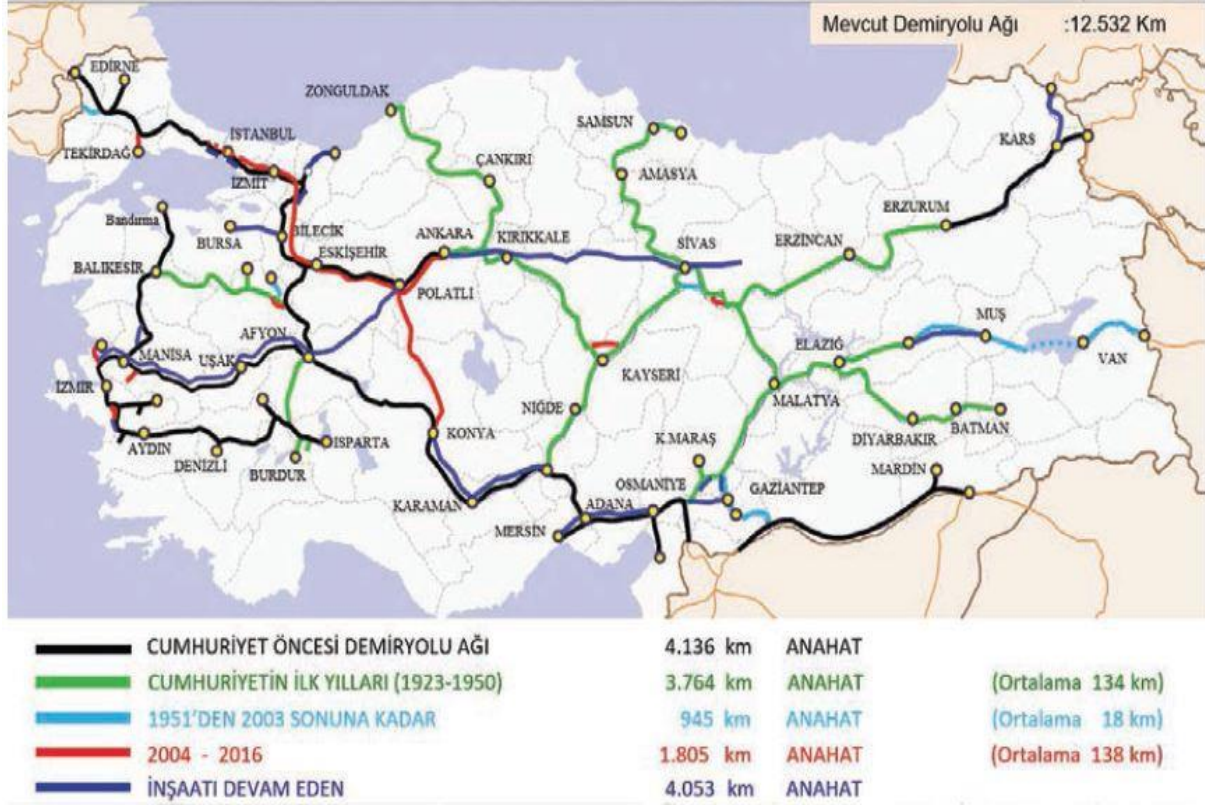 Mevcut Demiryolu Ağı :12.532 Km
EDİRNE
ZONGULDAK
SAMSUN
İSTANBUL
KARS
TEKİRDAĞ
ÇANKIRI
AMASYA
İZMİT
ERZURUM
Bandırma
BURSA
BİLECİK
ANKARA
KIRIKKALE
SİVAS
ERZİNCAN
ESKİŞEHİR
BALIKESİR
POLATLI
MUŞ
AFYON
ELAZIĞ
VAN
MANİSA
UŞAK
KAYSERİ
İZMİR
MALATYA
NİĞDE
KONYA
BATMAN
AYDIN
ISPARTA
K.MARAŞ
DİYARBAKIR
DENİZLİ
BURDUR
MARDİN
OSMANİYE
GAZİANTEP
KARAMAN
ADANA
MERSİN
CUMHURİYET ÖNCESİ DEMİRYOLU AĞI 4.136 km ANAHAT
CUMHURİYETİN İLK YILLARI (1923-1950) 3.764 km ANAHAT (Ortalama 134 km)
1951'DEN 2003 SONUNA KADAR 945 km ANAHAT (Ortalama 18 km)
2004 - 2016 1.805 km ANAHAT (Ortalama 138 km)
İNŞAATI DEVAM EDEN 4.053 km ANAHAT